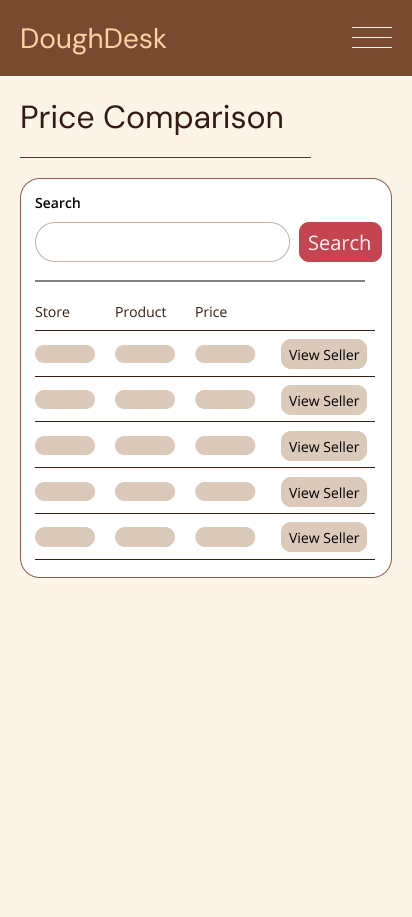 DoughDesk
Price Comparison
Search
Search
Store Product Price
View Seller
View Seller
View Seller
View Seller
View Seller